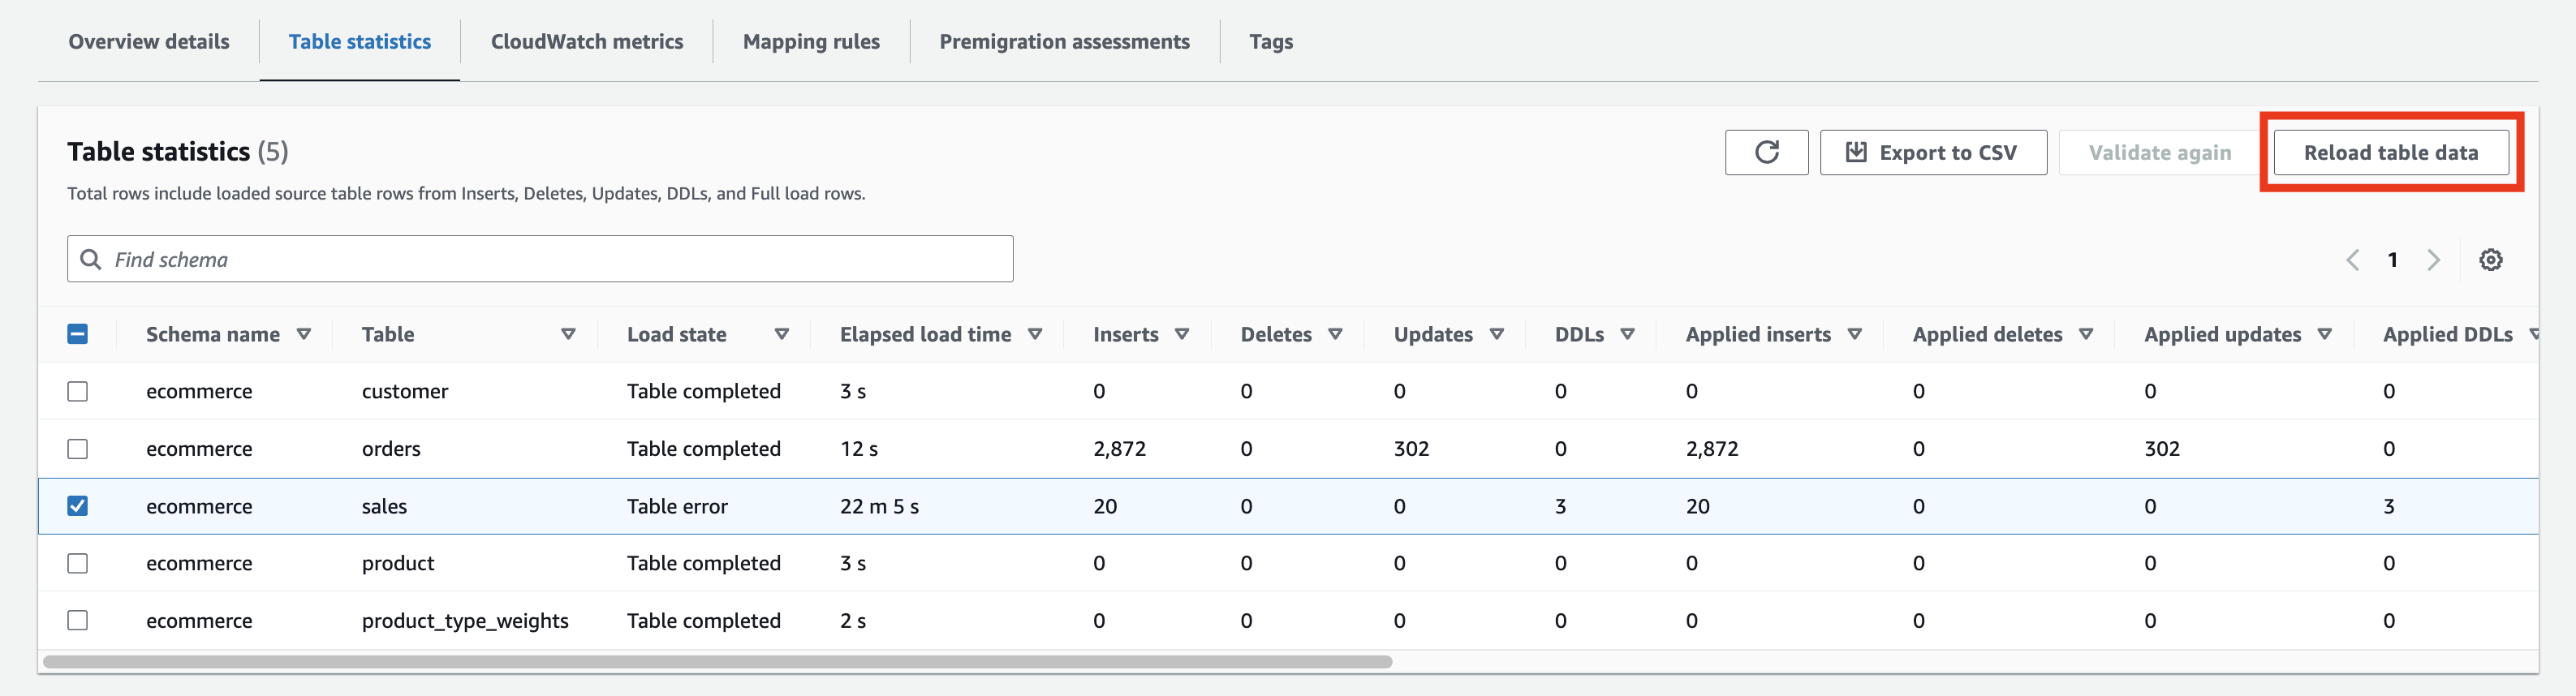 Overview details Table statistics CloudWatch metrics Mapping rules Premigration assessments Tags
Table statistics (5) Export to CSV Validate again Reload table data
Total rows include loaded source table rows from Inserts, Deletes, Updates, DDLs, and Full load rows.
Find schema 1
Schema name Table Load state Elapsed load time Inserts Deletes Updates DDLs Applied inserts Applied deletes Applied updates Applied DDLs
ecommerce customer Table completed 3 s 0 0 0 0 0 0 0 0
ecommerce orders Table completed 12 s 2,872 0 302 0 2,872 0 302 0
ecommerce sales Table error 22 m 5 s 20 0 0 3 20 0 0 3
ecommerce product Table completed 3 s 0 0 0 0 0 0 0 0
ecommerce product_type_weights Table completed 2 s 0 0 0 0 0 0 0 0